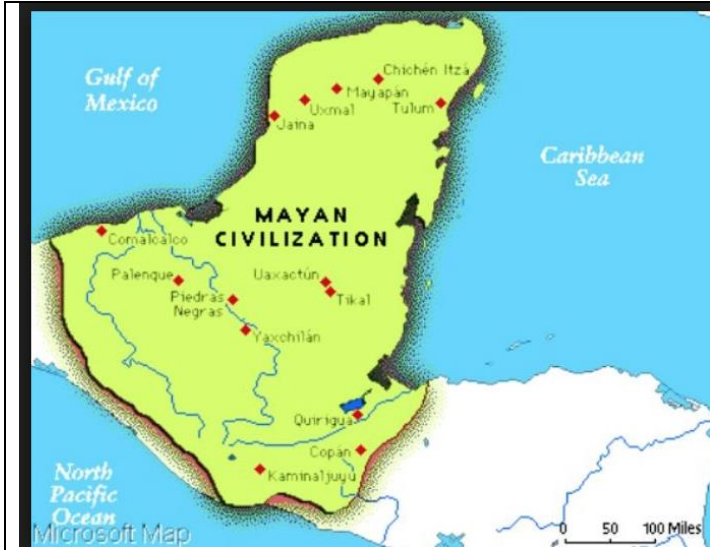 Gulf of
Mexico
Chichén Itzá
Mayapán
Uxmal
Tulum
Jaina
Caribbean
Sea
MAYAN
CIVILIZATION
Comalcalco
Palenque
Uaxactún
Piedras
Negras
Tikal
Yaxchilán
Quirigua
Copán
Kaminaljuyú
North
Pacific
Ocean
Microsoft Map
0 50 100 Miles